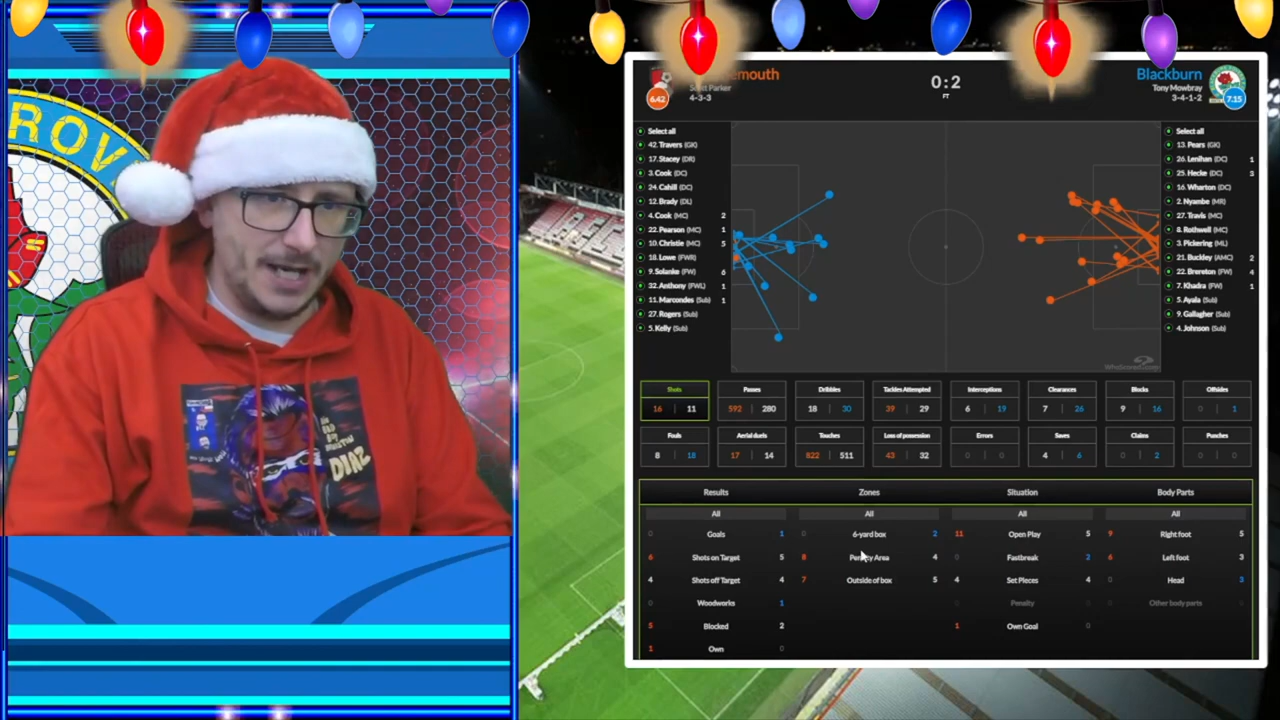 ROV
DIAZ
emouth
Scott Parker
4-3-3
6.42
0:2
FT
Blackburn
Tony Mowbray
3-4-1-2
7.15
Select all
42. Travers (GK)
17. Stacey (DR)
3. Cook (DC)
24. Cahill (DC)
12. Brady (DL)
4. Cook (MC) 2
22. Pearson (MC) 1
10. Christie (MC) 5
18. Lowe (FWR)
9. Solanke (FW) 6
32. Anthony (FWL) 1
11. Marcondes (Sub) 1
27. Rogers (Sub)
5. Kelly (Sub)
Select all
13. Pears (GK)
26. Lenihan (DC) 1
25. Hecke (DC) 3
16. Wharton (DC)
2. Nyambe (MR)
27. Travis (MC)
8. Rothwell (MC)
3. Pickering (ML)
21. Buckley (AMC) 2
22. Brereton (FW) 4
7. Khadra (FW) 1
5. Ayala (Sub)
9. Gallagher (Sub)
4. Johnson (Sub)
WhoScored.com
Shots Passes Dribbles Tackles Attempted Interceptions Clearances Blocks Offsides
16 | 11 592 | 280 18 | 30 39 | 29 6 | 19 7 | 26 9 | 16 0 | 1
Fouls Aerial duels Touches Loss of possession Errors Saves Claims Punches
8 | 18 17 | 14 822 | 511 43 | 32 0 | 0 4 | 6 0 | 2 0 | 0
Results Zones Situation Body Parts
All All All All
0 Goals 1 0 6-yard box 2 11 Open Play 5 9 Right foot 5
6 Shots on Target 5 8 Penalty Area 4 0 Fastbreak 2 6 Left foot 3
4 Shots off Target 4 7 Outside of box 5 4 Set Pieces 4 0 Head 3
0 Woodworks 1 Penalty Other body parts
5 Blocked 2 1 Own Goal 0
1 Own 0